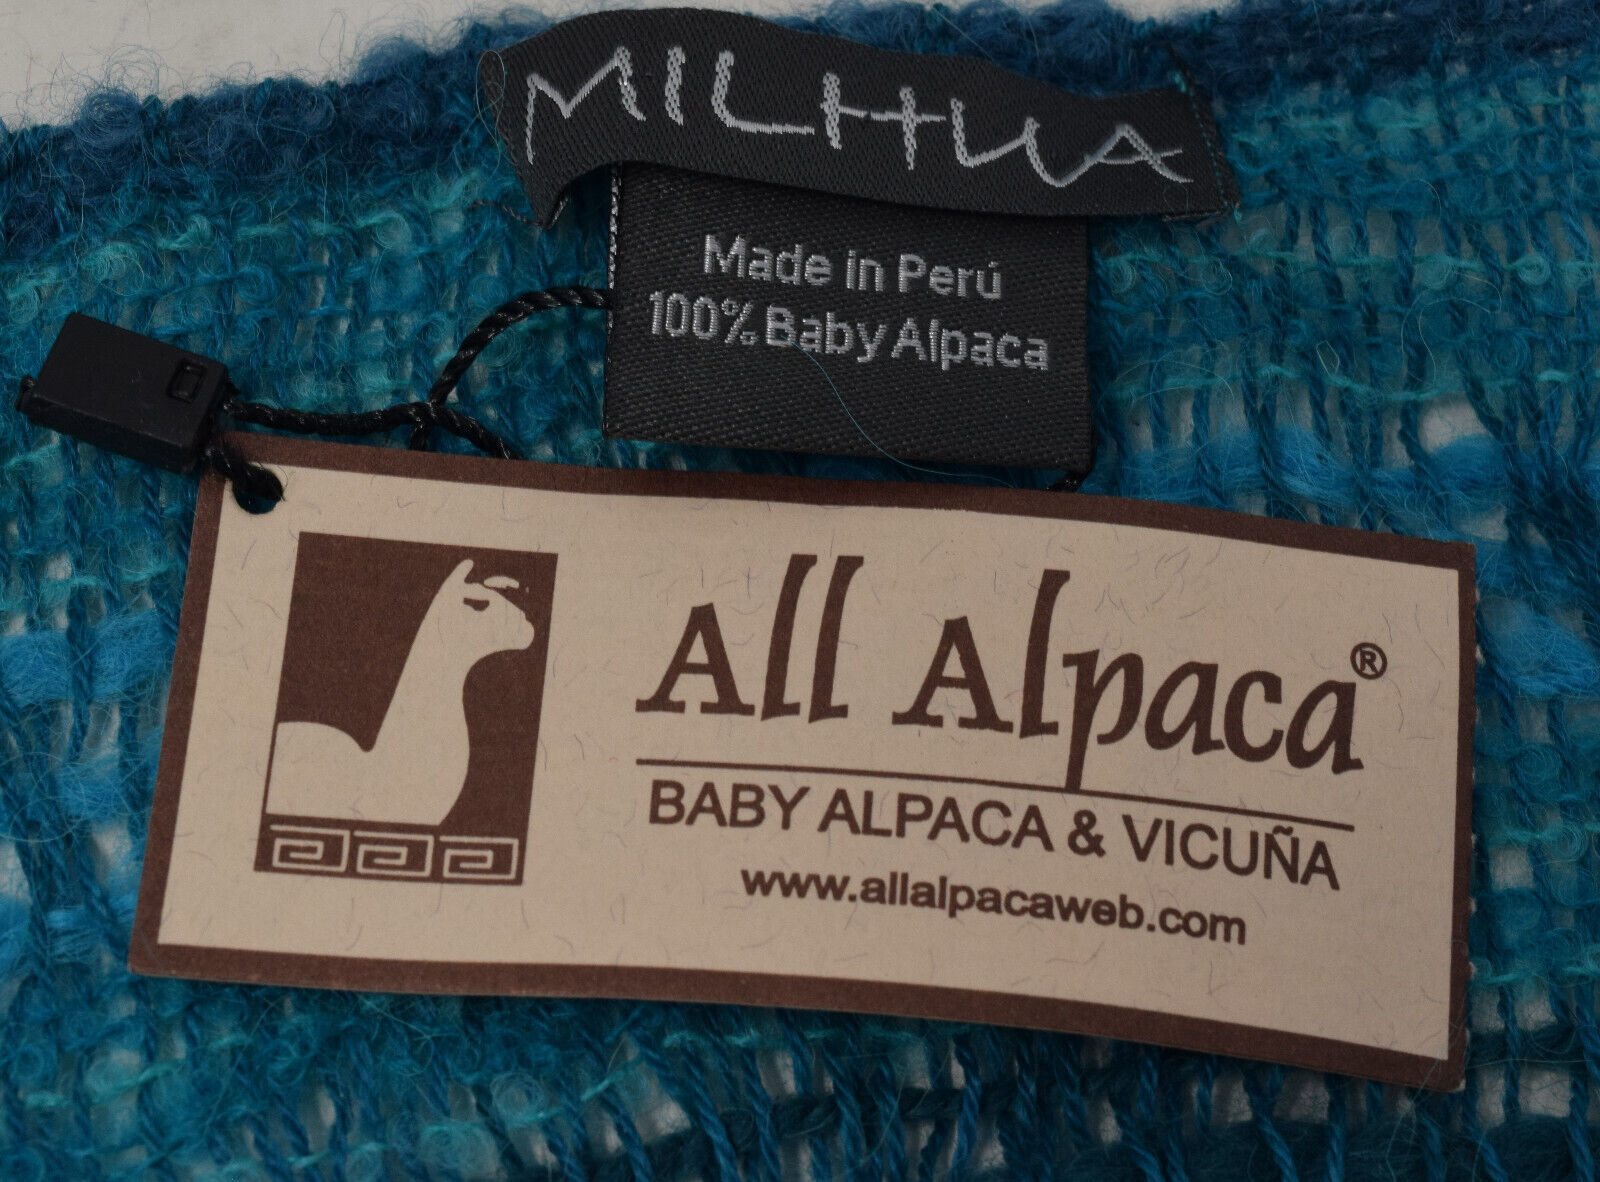 MILHUA
Made in Perú
100% Baby Alpaca
All Alpaca®
BABY ALPACA & VICUÑA
www.allalpacaweb.com